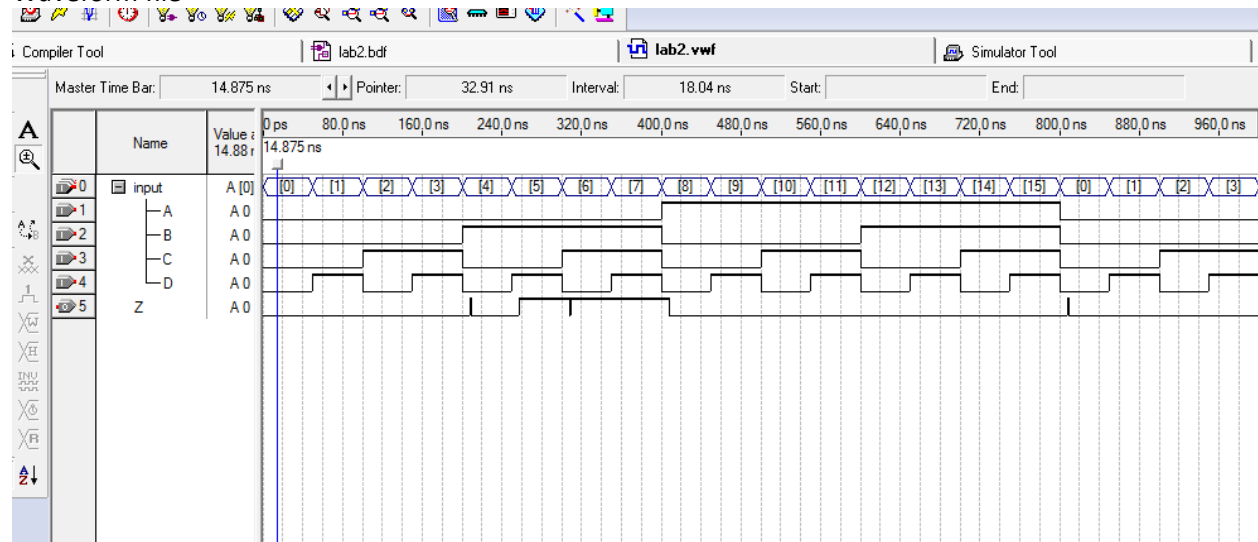 Waveform file
Compiler Tool lab2.bdf lab2.vwf Simulator Tool
Master Time Bar: 14.875 ns Pointer: 32.91 ns Interval: 18.04 ns Start: End:
Name Value a 14.88 r
0 ps 80.0 ns 160.0 ns 240.0 ns 320.0 ns 400.0 ns 480.0 ns 560.0 ns 640.0 ns 720.0 ns 800.0 ns 880.0 ns 960.0 ns
14.875 ns
0 input A [0] [0] [1] [2] [3] [4] [5] [6] [7] [8] [9] [10] [11] [12] [13] [14] [15] [0] [1] [2] [3]
1 A A 0
2 B A 0
3 C A 0
4 D A 0
5 Z A 0